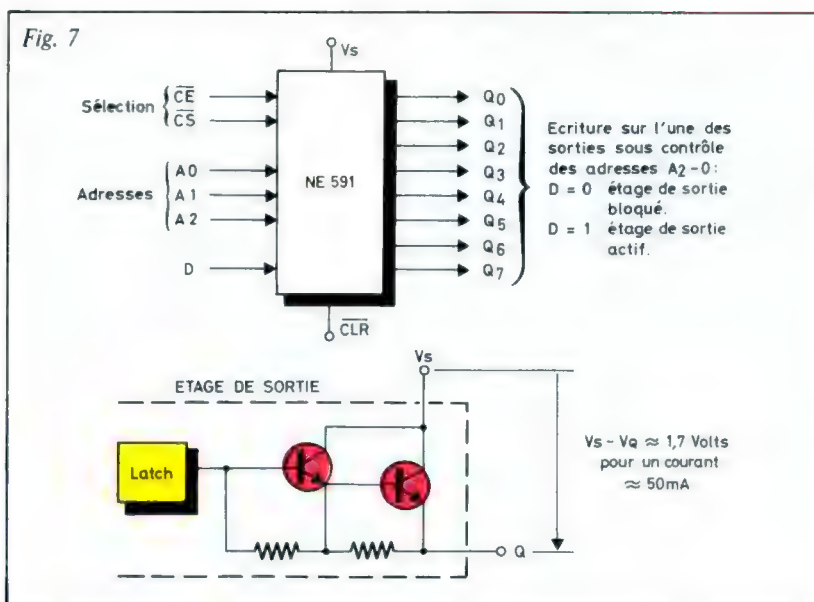 Fig. 7
Vs
Sélection
CE
CS
Adresses
A0
A1
A2
D
NE 591
CLR
Q0
Q1
Q2
Q3
Q4
Q5
Q6
Q7
Ecriture sur l'une des
sorties sous contrôle
des adresses A2-0:
D = 0 étage de sortie
bloqué.
D = 1 étage de sortie
actif.
ETAGE DE SORTIE
Vs
Latch
Q
Vs - VQ ≈ 1,7 Volts
pour un courant
≈ 50mA